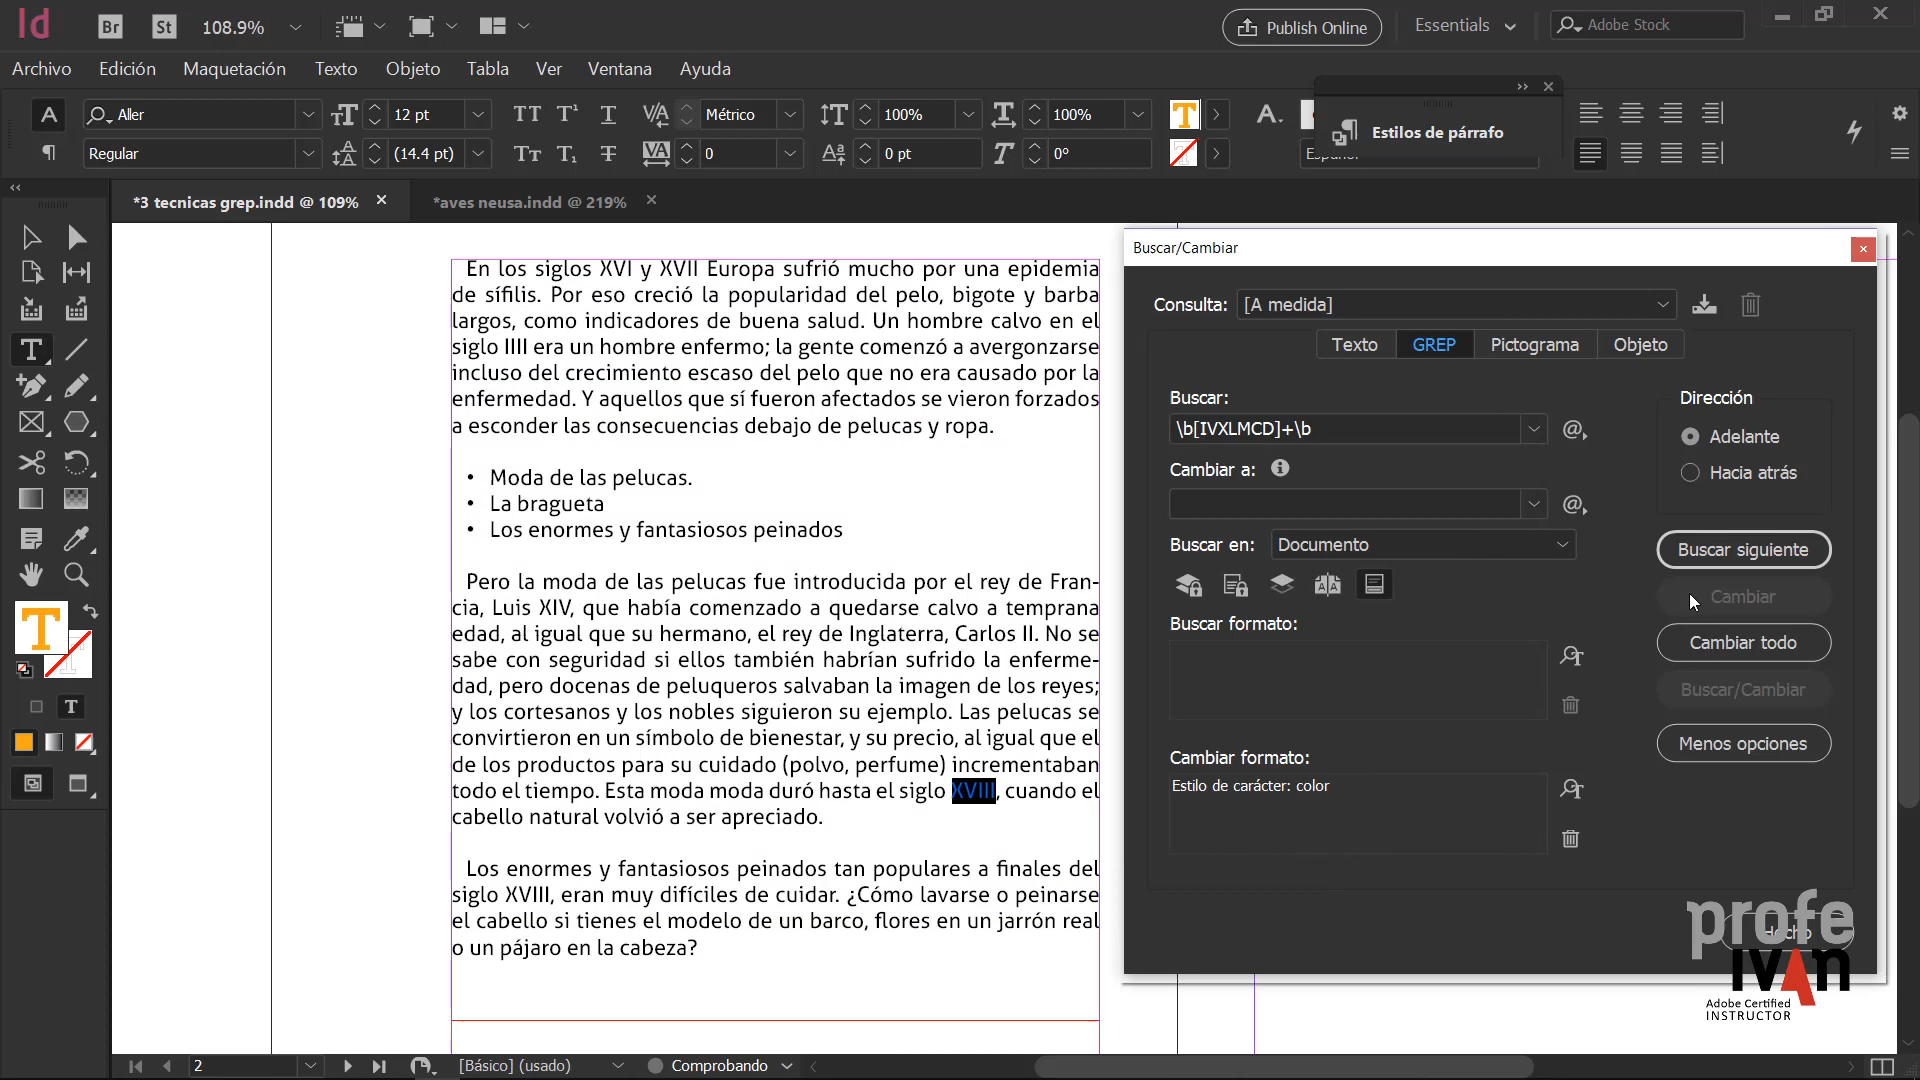 Id
Br
St
108.9%
Publish Online
Essentials
Adobe Stock
Archivo
Edición
Maquetación
Texto
Objeto
Tabla
Ver
Ventana
Ayuda
Aller
12 pt
Métrico
100%
100%
Estilos de párrafo
Regular
(14.4 pt)
0
0 pt
0°
*3 tecnicas grep.indd @ 109%
*aves neusa.indd @ 219%
En los siglos XVI y XVII Europa sufrió mucho por una epidemia
de sífilis. Por eso creció la popularidad del pelo, bigote y barba
largos, como indicadores de buena salud. Un hombre calvo en el
siglo IIII era un hombre enfermo; la gente comenzó a avergonzarse
incluso del crecimiento escaso del pelo que no era causado por la
enfermedad. Y aquellos que sí fueron afectados se vieron forzados
a esconder las consecuencias debajo de pelucas y ropa.
• Moda de las pelucas.
• La bragueta
• Los enormes y fantasiosos peinados
Pero la moda de las pelucas fue introducida por el rey de Fran-
cia, Luis XIV, que había comenzado a quedarse calvo a temprana
edad, al igual que su hermano, el rey de Inglaterra, Carlos II. No se
sabe con seguridad si ellos también habrían sufrido la enferme-
dad, pero docenas de peluqueros salvaban la imagen de los reyes;
y los cortesanos y los nobles siguieron su ejemplo. Las pelucas se
convirtieron en un símbolo de bienestar, y su precio, al igual que el
de los productos para su cuidado (polvo, perfume) incrementaban
todo el tiempo. Esta moda moda duró hasta el siglo XVIII, cuando el
cabello natural volvió a ser apreciado.
Los enormes y fantasiosos peinados tan populares a finales del
siglo XVIII, eran muy difíciles de cuidar. ¿Cómo lavarse o peinarse
el cabello si tienes el modelo de un barco, flores en un jarrón real
o un pájaro en la cabeza?
Buscar/Cambiar
Consulta:
[A medida]
Texto
GREP
Pictograma
Objeto
Buscar:
\b[IVXLMCD]+\b
Cambiar a:
Buscar en:
Documento
Buscar formato:
Cambiar formato:
Estilo de carácter: color
Dirección
Adelante
Hacia atrás
Buscar siguiente
Cambiar
Cambiar todo
Buscar/Cambiar
Menos opciones
Hecho
profe
IVAn
Adobe Certified
INSTRUCTOR
2
[Básico] (usado)
Comprobando